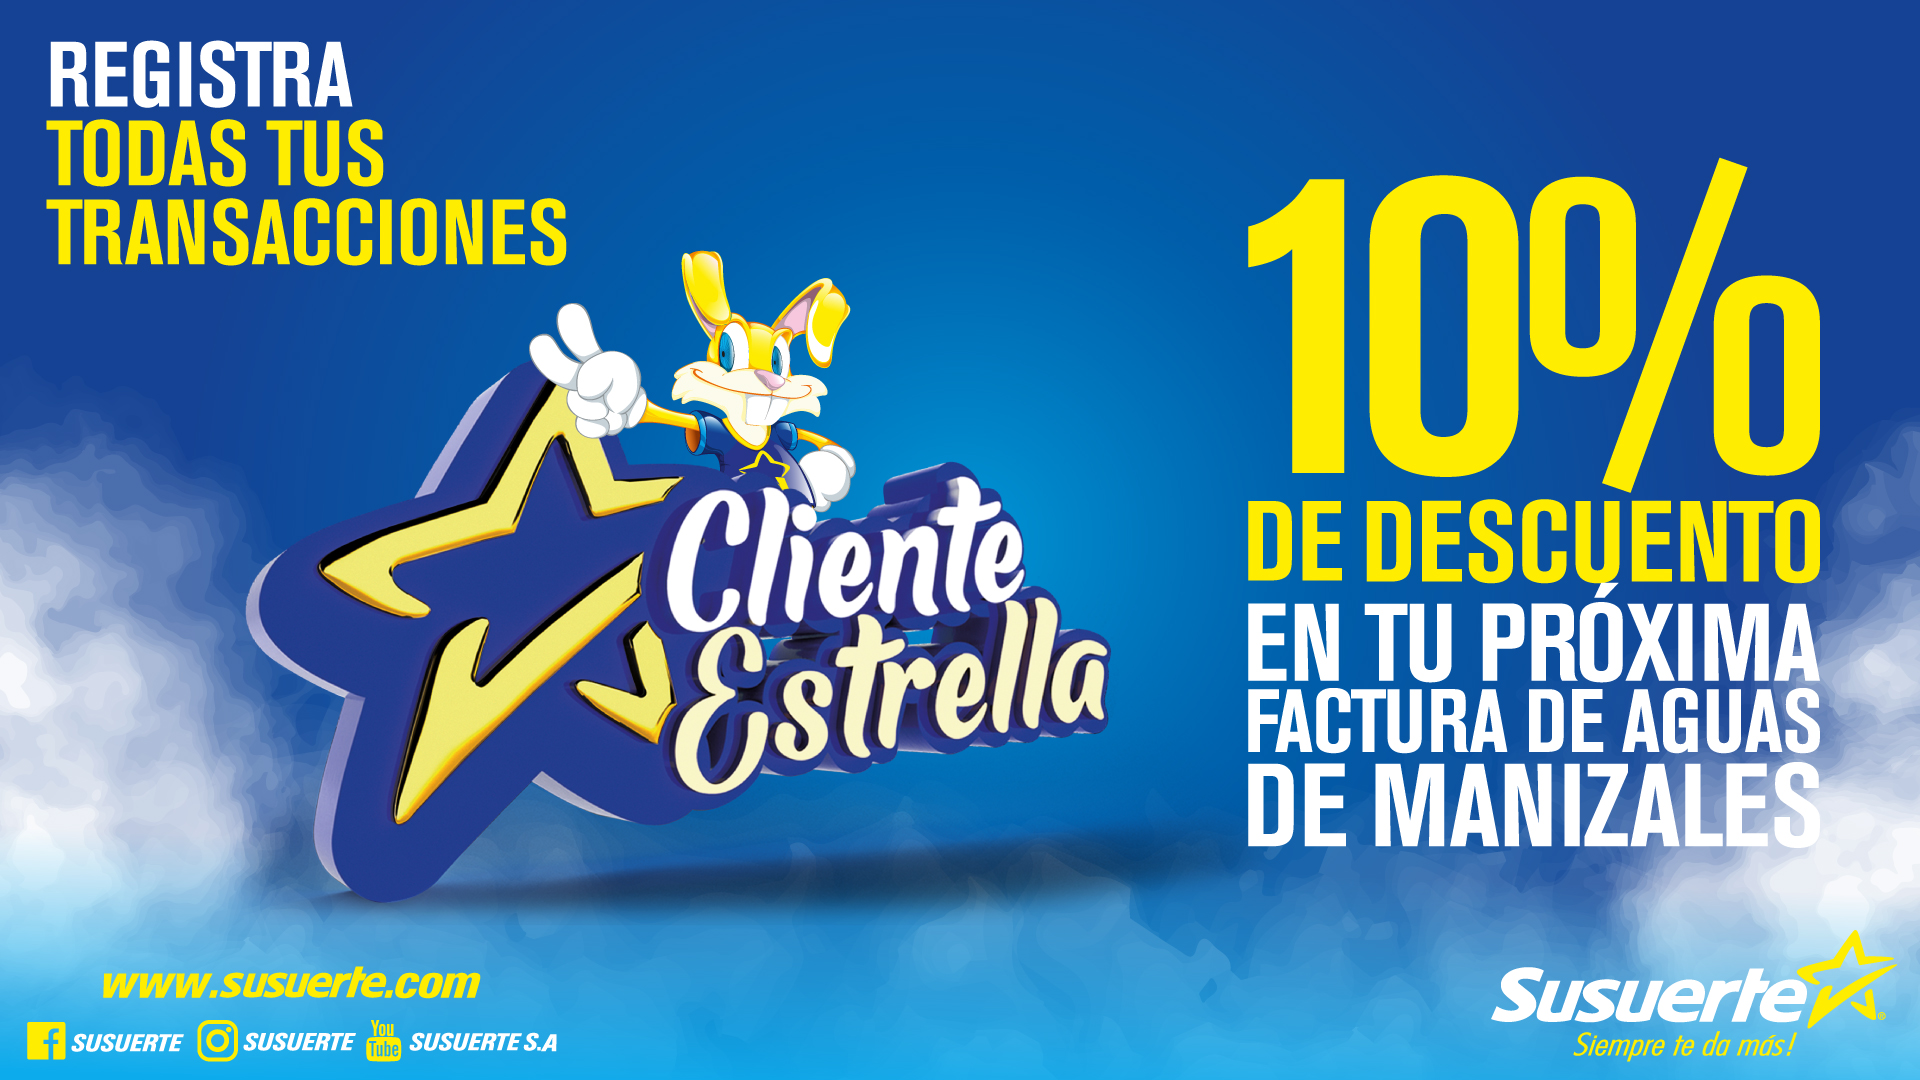 REGISTRA
TODAS TUS
TRANSACCIONES
Cliente
Estrella
10%
DE DESCUENTO
EN TU PRÓXIMA
FACTURA DE AGUAS
DE MANIZALES
www.susuerte.com
SUSUERTE SUSUERTE You Tube SUSUERTE S.A
Susuerte
Siempre te da más!